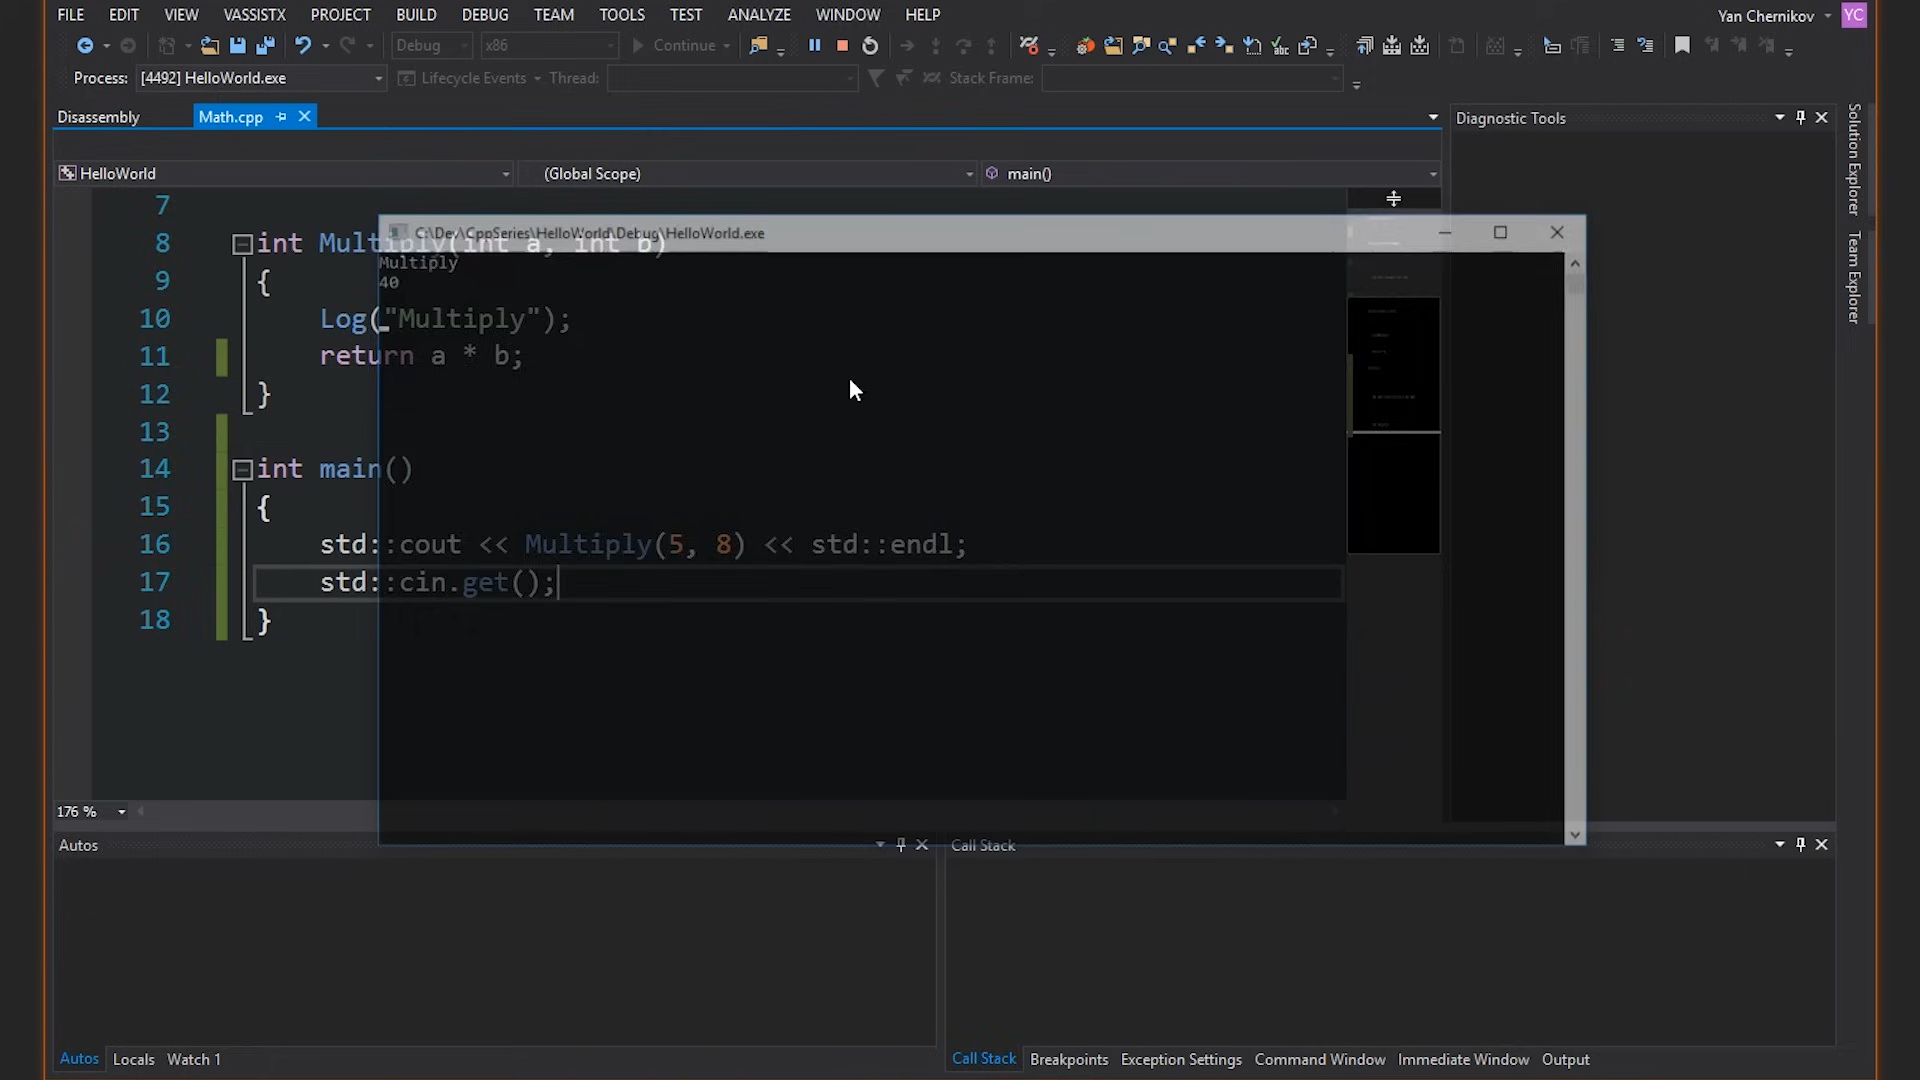 FILE EDIT VIEW VASSISTX PROJECT BUILD DEBUG TEAM TOOLS TEST ANALYZE WINDOW HELP
Yan Chernikov YC
Debug x86 Continue
Process: [4492] HelloWorld.exe Lifecycle Events Thread: Stack Frame:
Disassembly Math.cpp
Diagnostic Tools
Solution Explorer
Team Explorer
HelloWorld (Global Scope) main()
7
C:\Dev\CppSeries\HelloWorld\Debug\HelloWorld.exe
8 int Multiply(int a, int b)
Multiply
40
9 {
10 Log("Multiply");
11 return a * b;
12 }
13
14 int main()
15 {
16 std::cout << Multiply(5, 8) << std::endl;
17 std::cin.get();
18 }
176 %
Autos
Call Stack
Autos Locals Watch 1
Call Stack Breakpoints Exception Settings Command Window Immediate Window Output